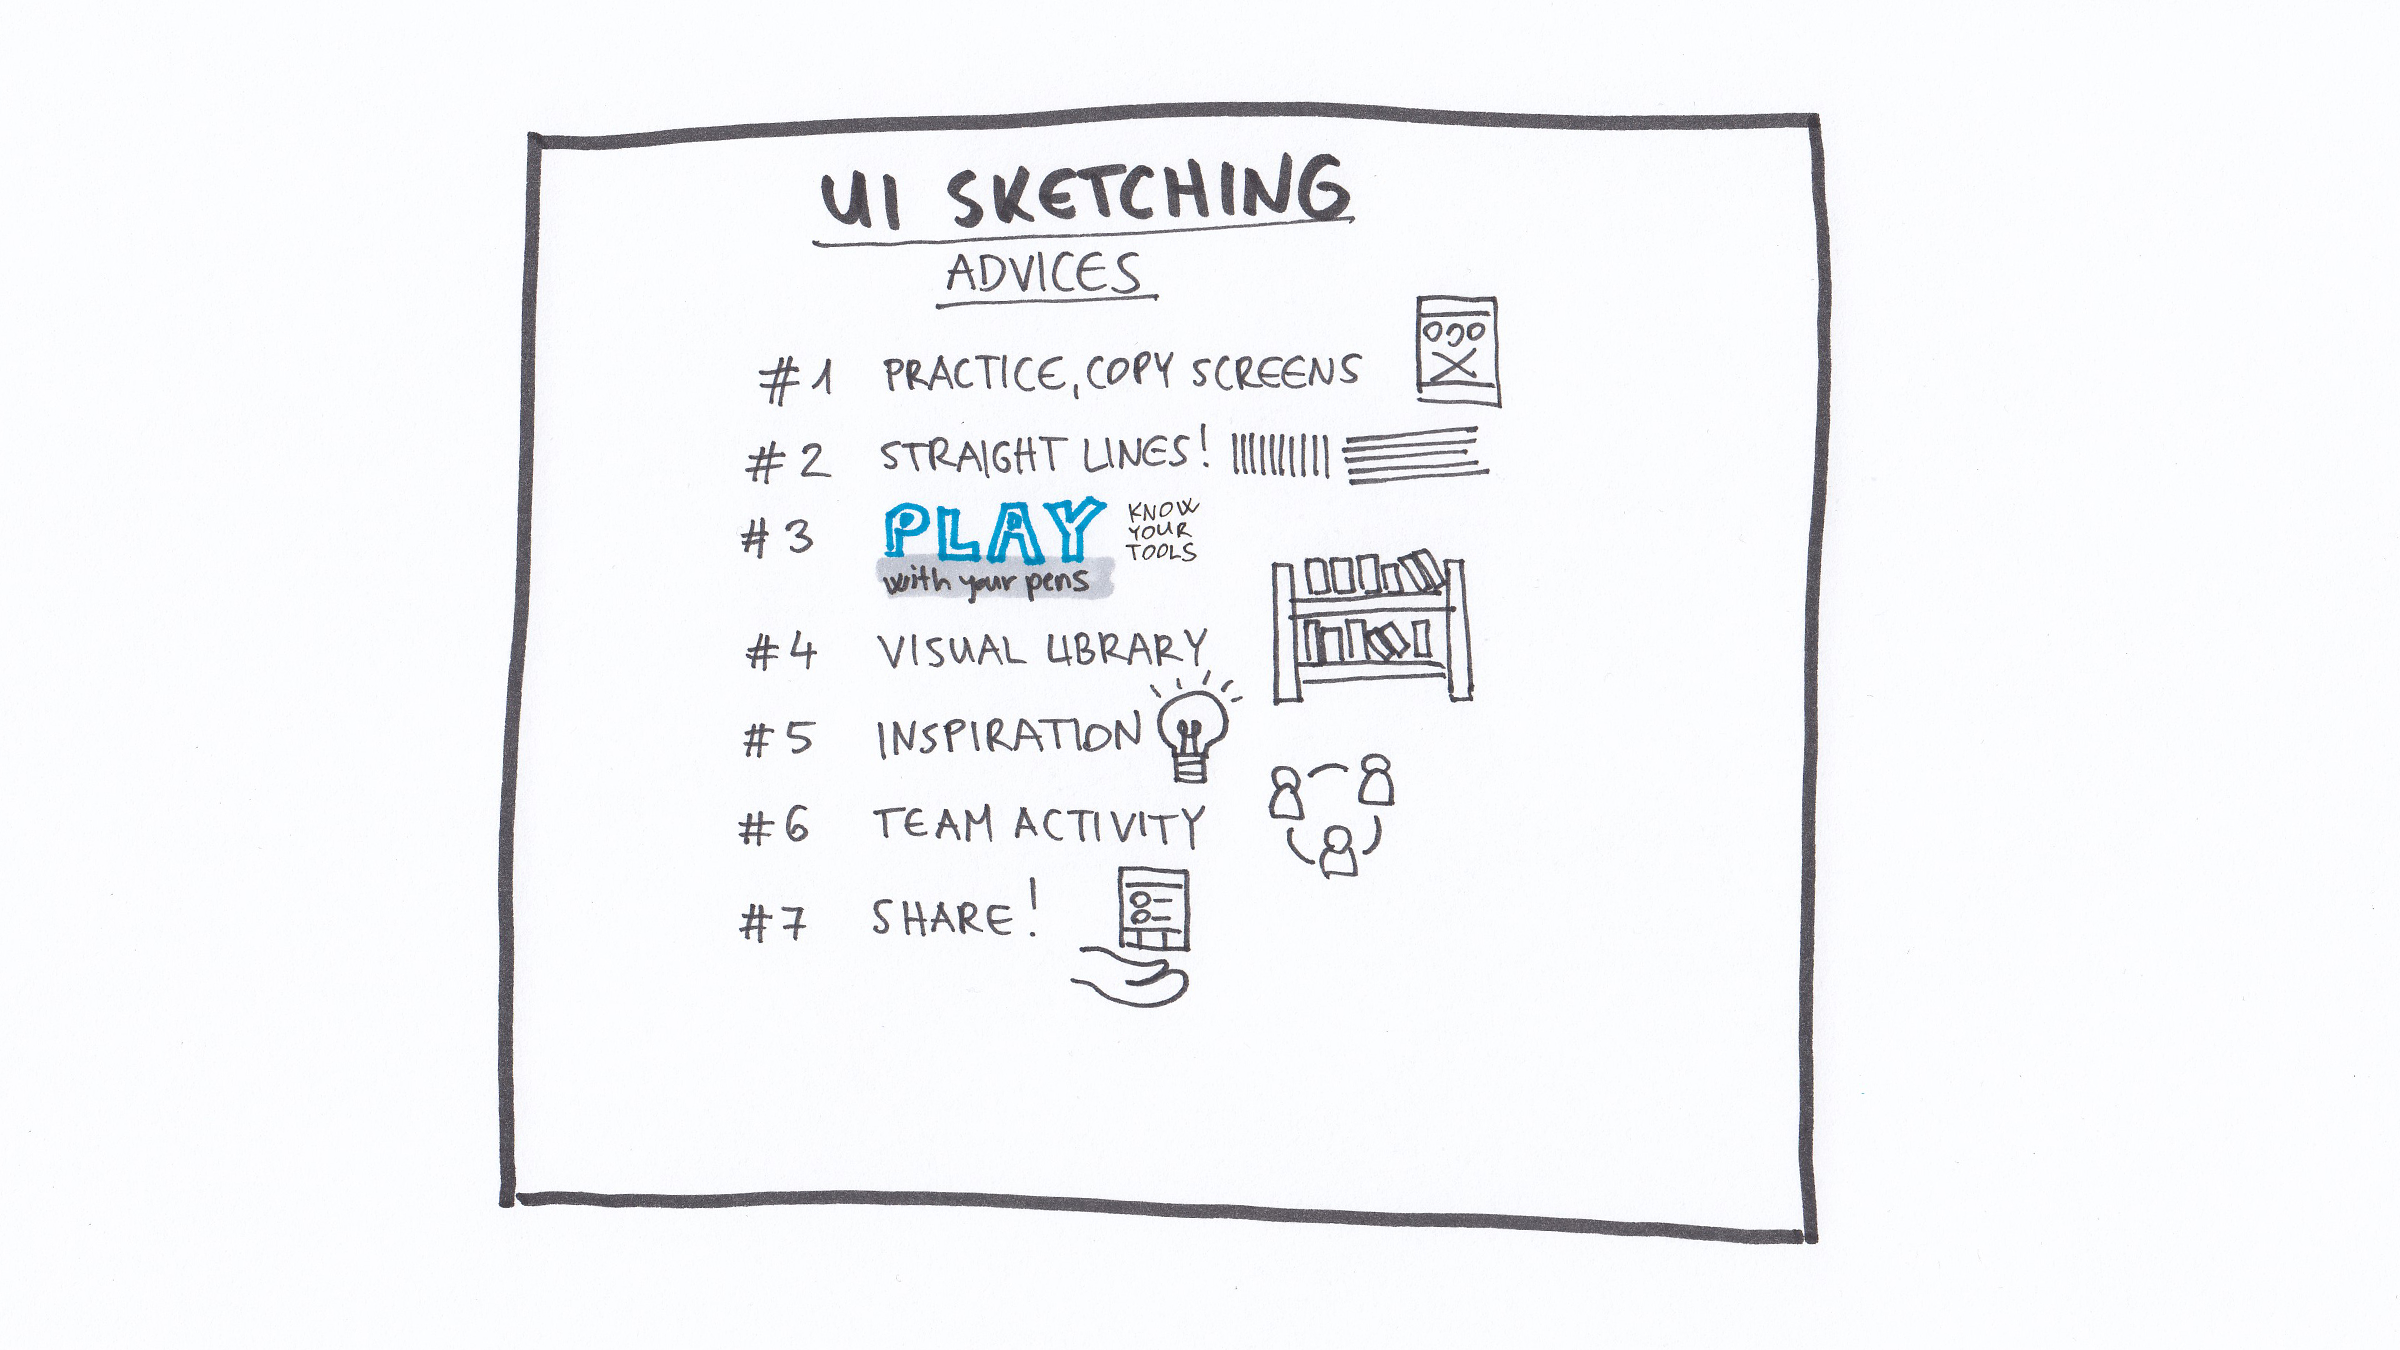 UI SKETCHING
ADVICES
#1 PRACTICE, COPY SCREENS
#2 STRAIGHT LINES!
#3 PLAY
with your pens
KNOW
YOUR
TOOLS
#4 VISUAL LIBRARY
#5 INSPIRATION
#6 TEAM ACTIVITY
#7 SHARE!